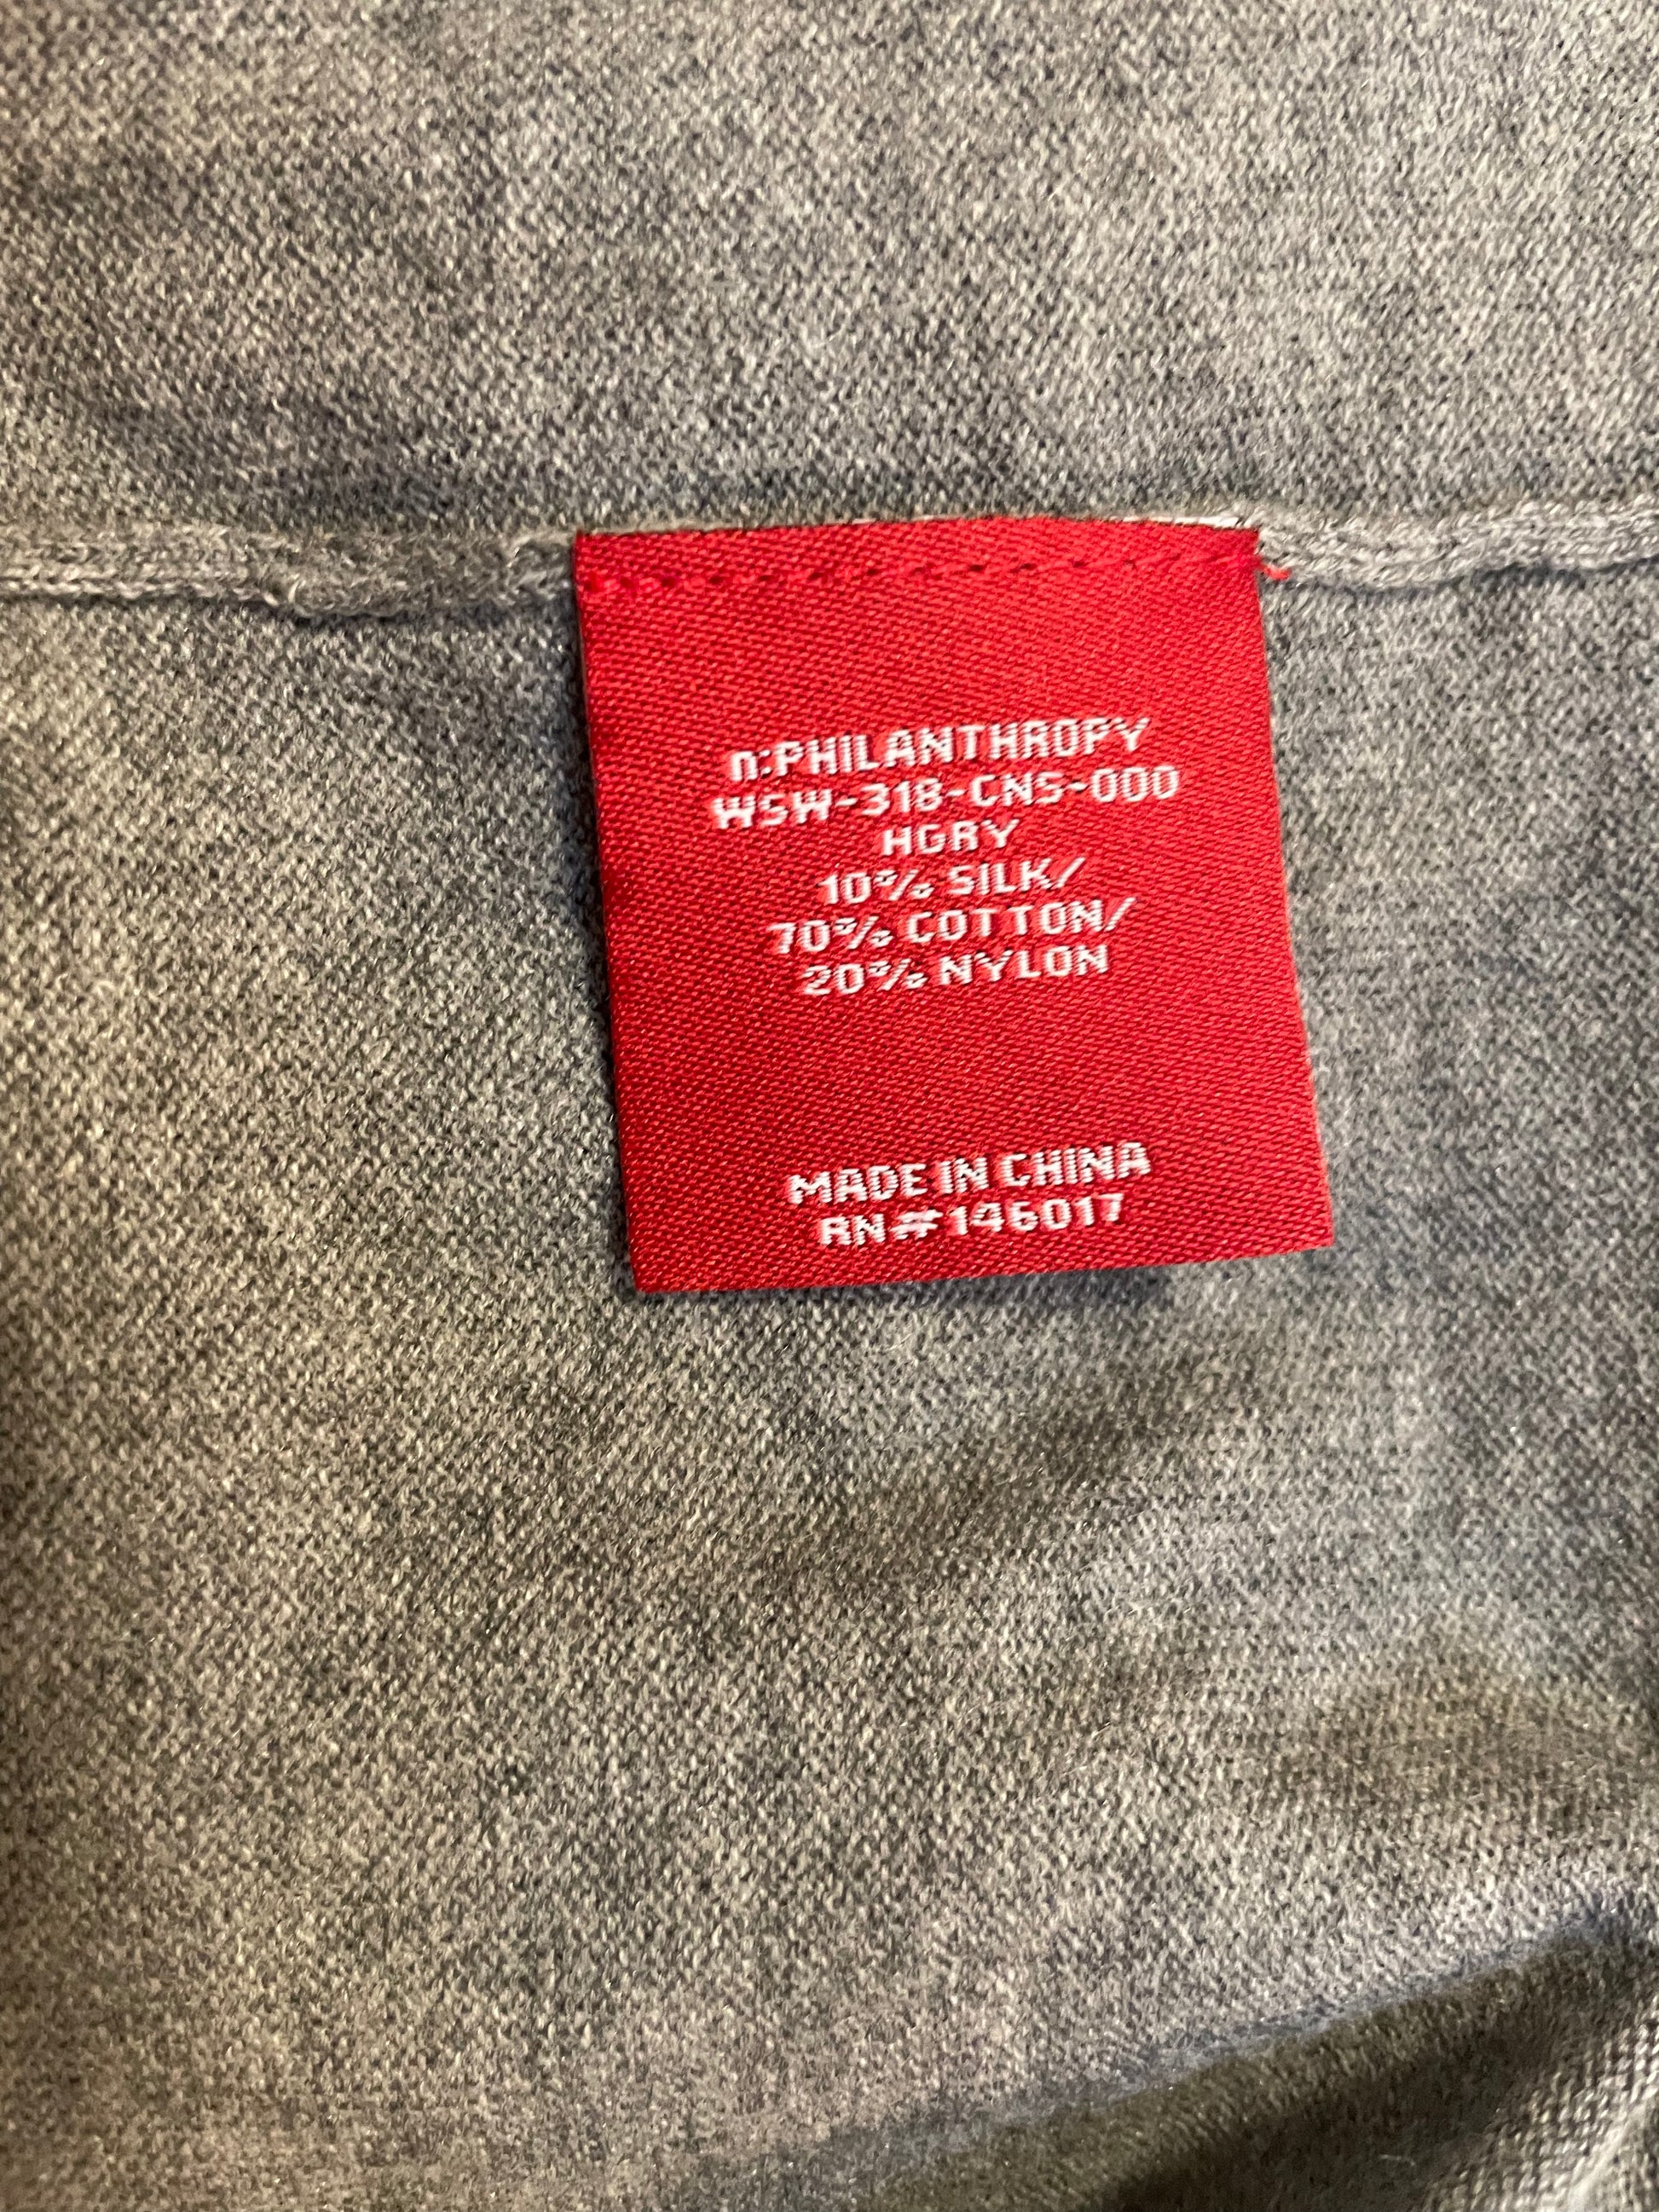 n:PHILANTHROPY
WSW-318-CNS-000
HGRY
10% SILK/
70% COTTON/
20% NYLON
MADE IN CHINA
RN#146017